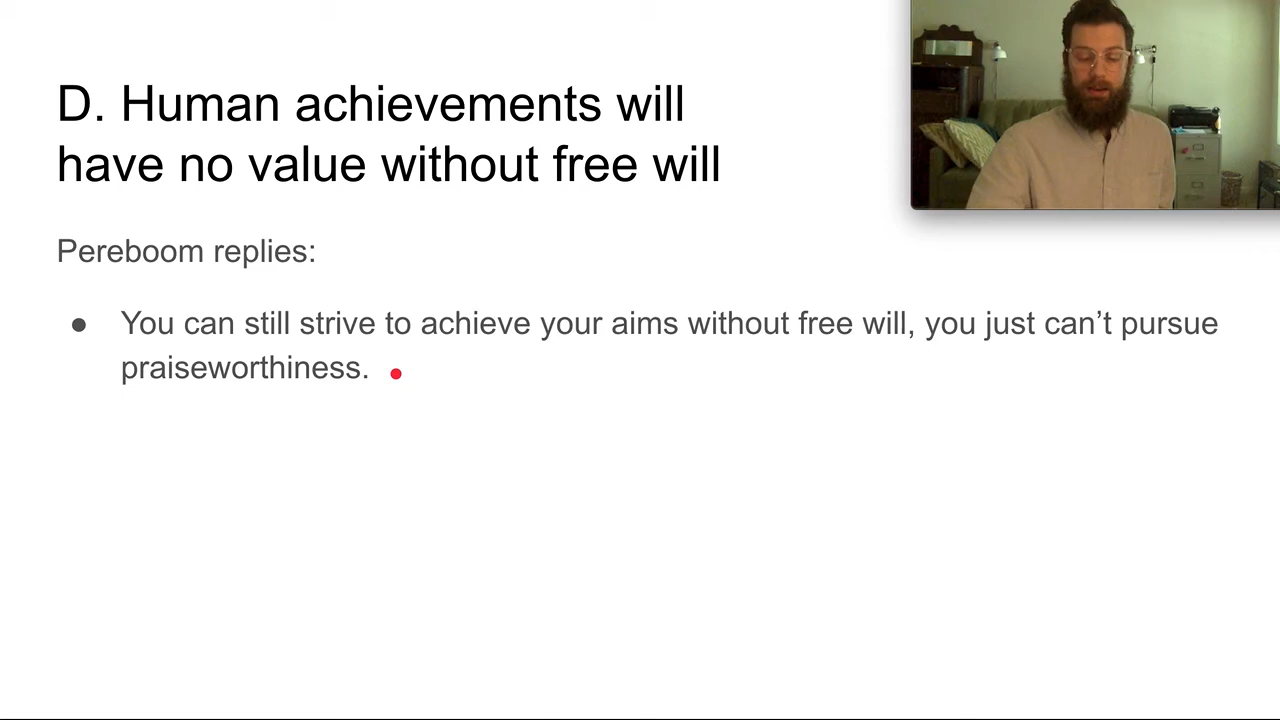 D. Human achievements will
have no value without free will
Pereboom replies:
● You can still strive to achieve your aims without free will, you just can’t pursue
praiseworthiness.